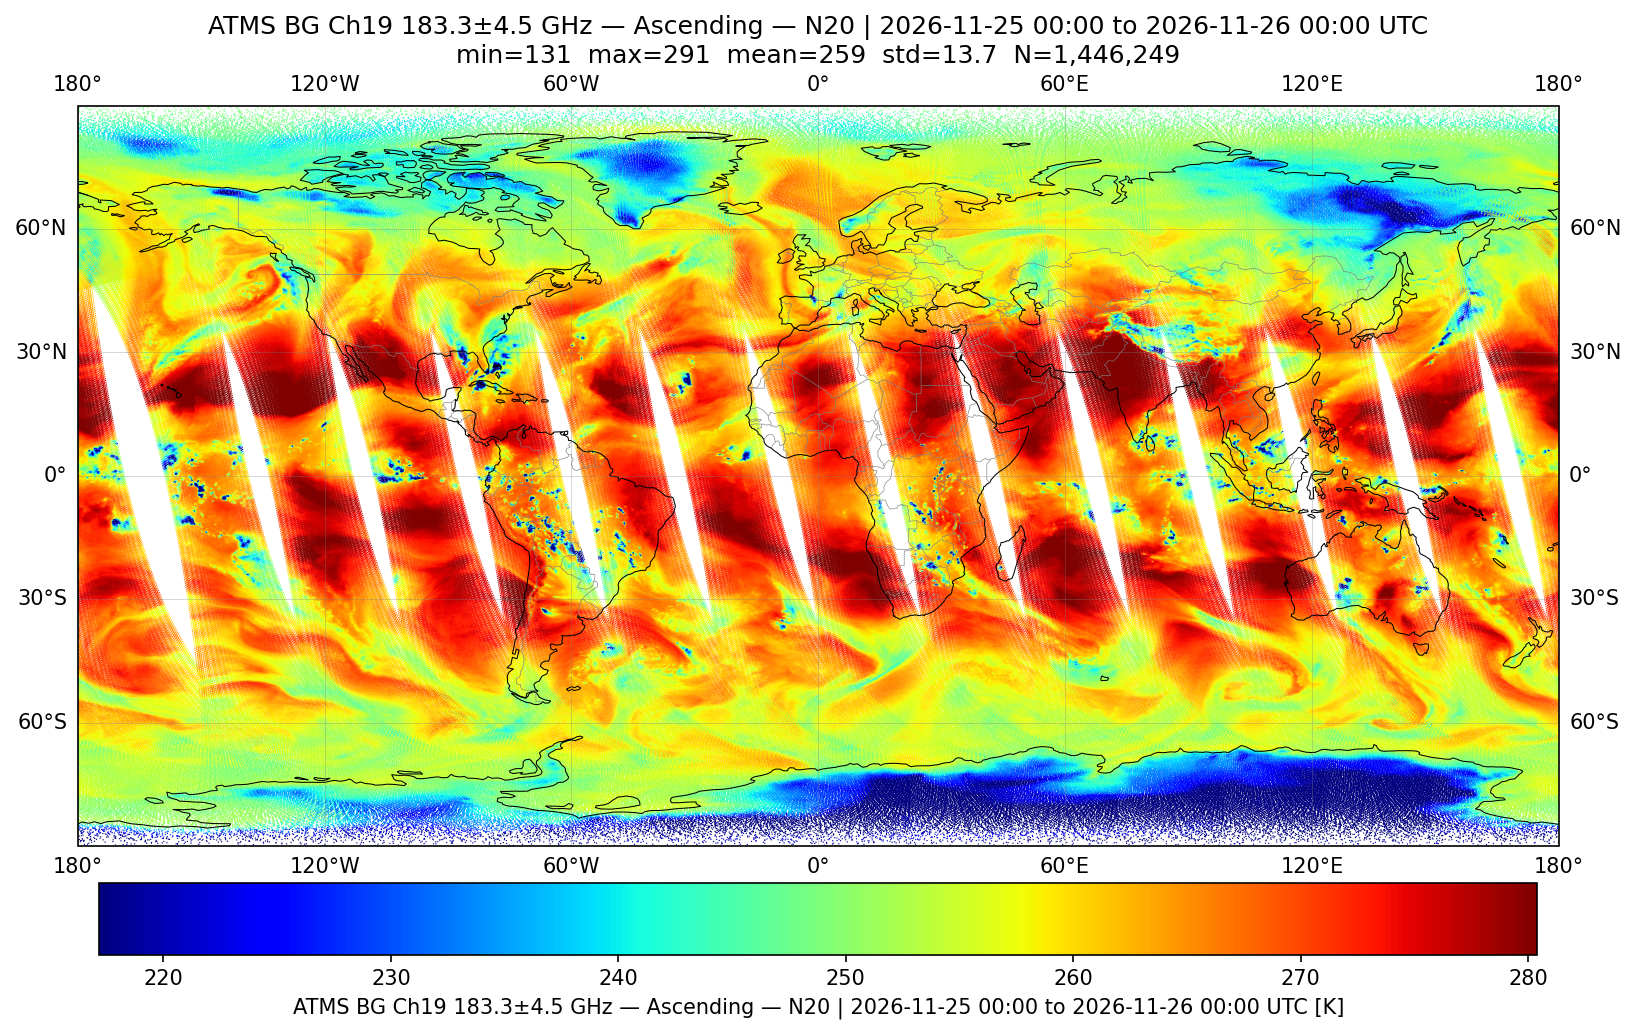 ATMS BG Ch19 183.3±4.5 GHz — Ascending — N20 | 2026-11-25 00:00 to 2026-11-26 00:00 UTC
min=131  max=291  mean=259  std=13.7  N=1,446,249
180° 120°W 60°W 0° 60°E 120°E 180°
60°N 60°N
30°N 30°N
0° 0°
30°S 30°S
60°S 60°S
180° 120°W 60°W 0° 60°E 120°E 180°
220 230 240 250 260 270 280
ATMS BG Ch19 183.3±4.5 GHz — Ascending — N20 | 2026-11-25 00:00 to 2026-11-26 00:00 UTC [K]